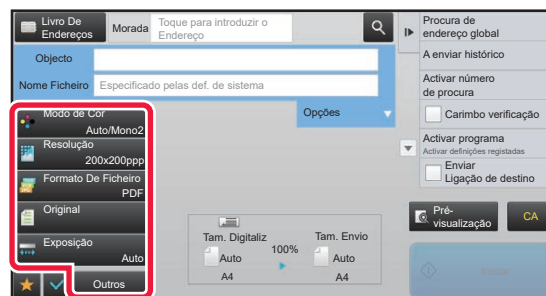 Livro De
Endereços
Morada
Toque para introduzir o
Endereço
Objecto
Nome Ficheiro
Especificado pelas def. de sistema
Opções
Modo de Cor
Auto/Mono2
Resolução
200x200ppp
Formato De Ficheiro
PDF
Original
Exposição
Auto
Outros
Tam. Digitaliz
Auto
A4
100%
Tam. Envio
Auto
A4
Procura de
endereço global
A enviar histórico
Activar número
de procura
Carimbo verificação
Activar programa
Activar definições registadas
Enviar
Ligação de destino
Pré-
visualização
CA